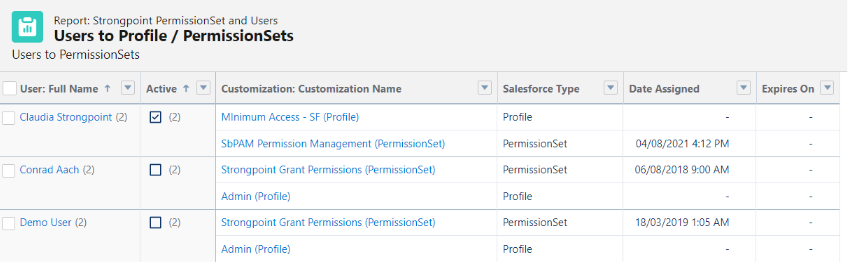 Report: Strongpoint PermissionSet and Users
Users to Profile / PermissionSets
Users to PermissionSets
User: Full Name ↑ Active ↑ Customization: Customization Name Salesforce Type Date Assigned Expires On
Claudia Strongpoint (2) (2) MInimum Access - SF (Profile) Profile - -
SbPAM Permission Management (PermissionSet) PermissionSet 04/08/2021 4:12 PM -
Conrad Aach (2) (2) Strongpoint Grant Permissions (PermissionSet) PermissionSet 06/08/2018 9:00 AM -
Admin (Profile) Profile - -
Demo User (2) (2) Strongpoint Grant Permissions (PermissionSet) PermissionSet 18/03/2019 1:05 AM -
Admin (Profile) Profile - -